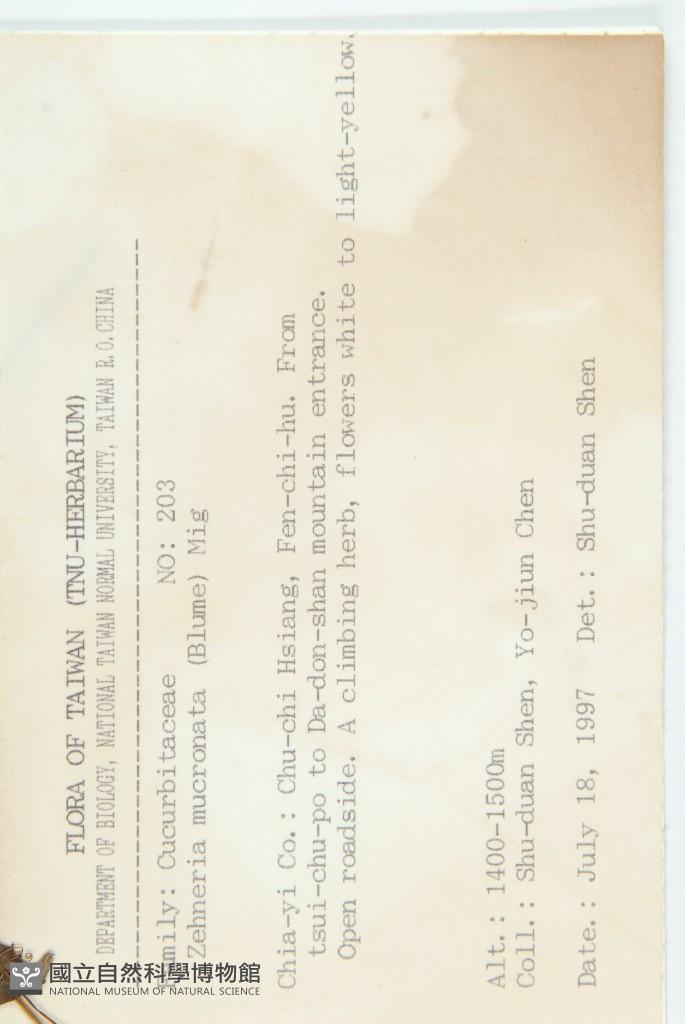 FLORA OF TAIWAN (TNU-HERBARIUM)
DEPARTMENT OF BIOLOGY, NATIONAL TAIWAN NORMAL UNIVERSITY, TAIWAN R.O.CHINA
Family: Cucurbitaceae NO: 203
Zehneria mucronata (Blume) Mig
Chia-yi Co.: Chu-chi Hsiang, Fen-chi-hu. From
tsui-chu-po to Da-don-shan mountain entrance.
Open roadside. A climbing herb, flowers white to light-yellow.
Alt.: 1400-1500m
Coll.: Shu-duan Shen, Yo-jiun Chen
Date.: July 18, 1997 Det.: Shu-duan Shen
國立自然科學博物館
NATIONAL MUSEUM OF NATURAL SCIENCE